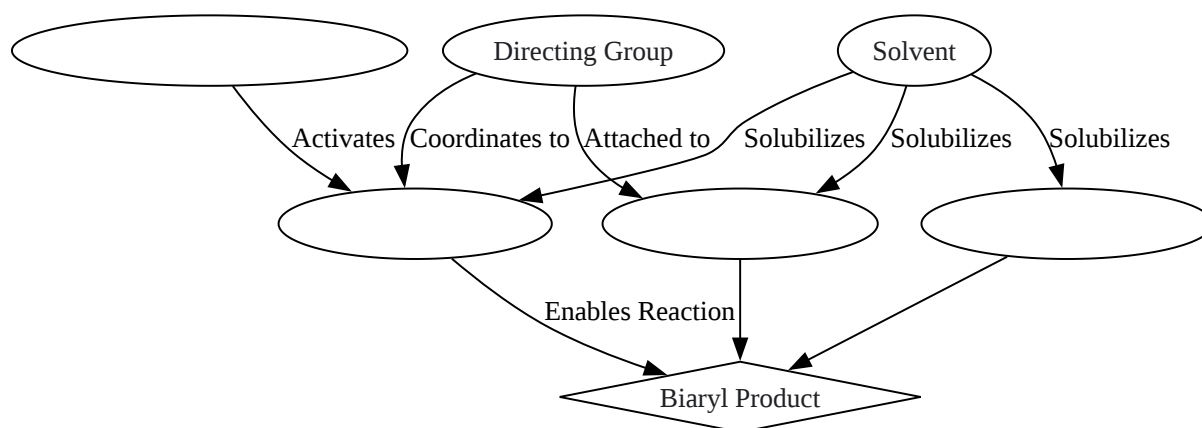 Directing Group
Solvent
Activates
Coordinates to
Attached to
Solubilizes
Solubilizes
Solubilizes
Enables Reaction
Biaryl Product